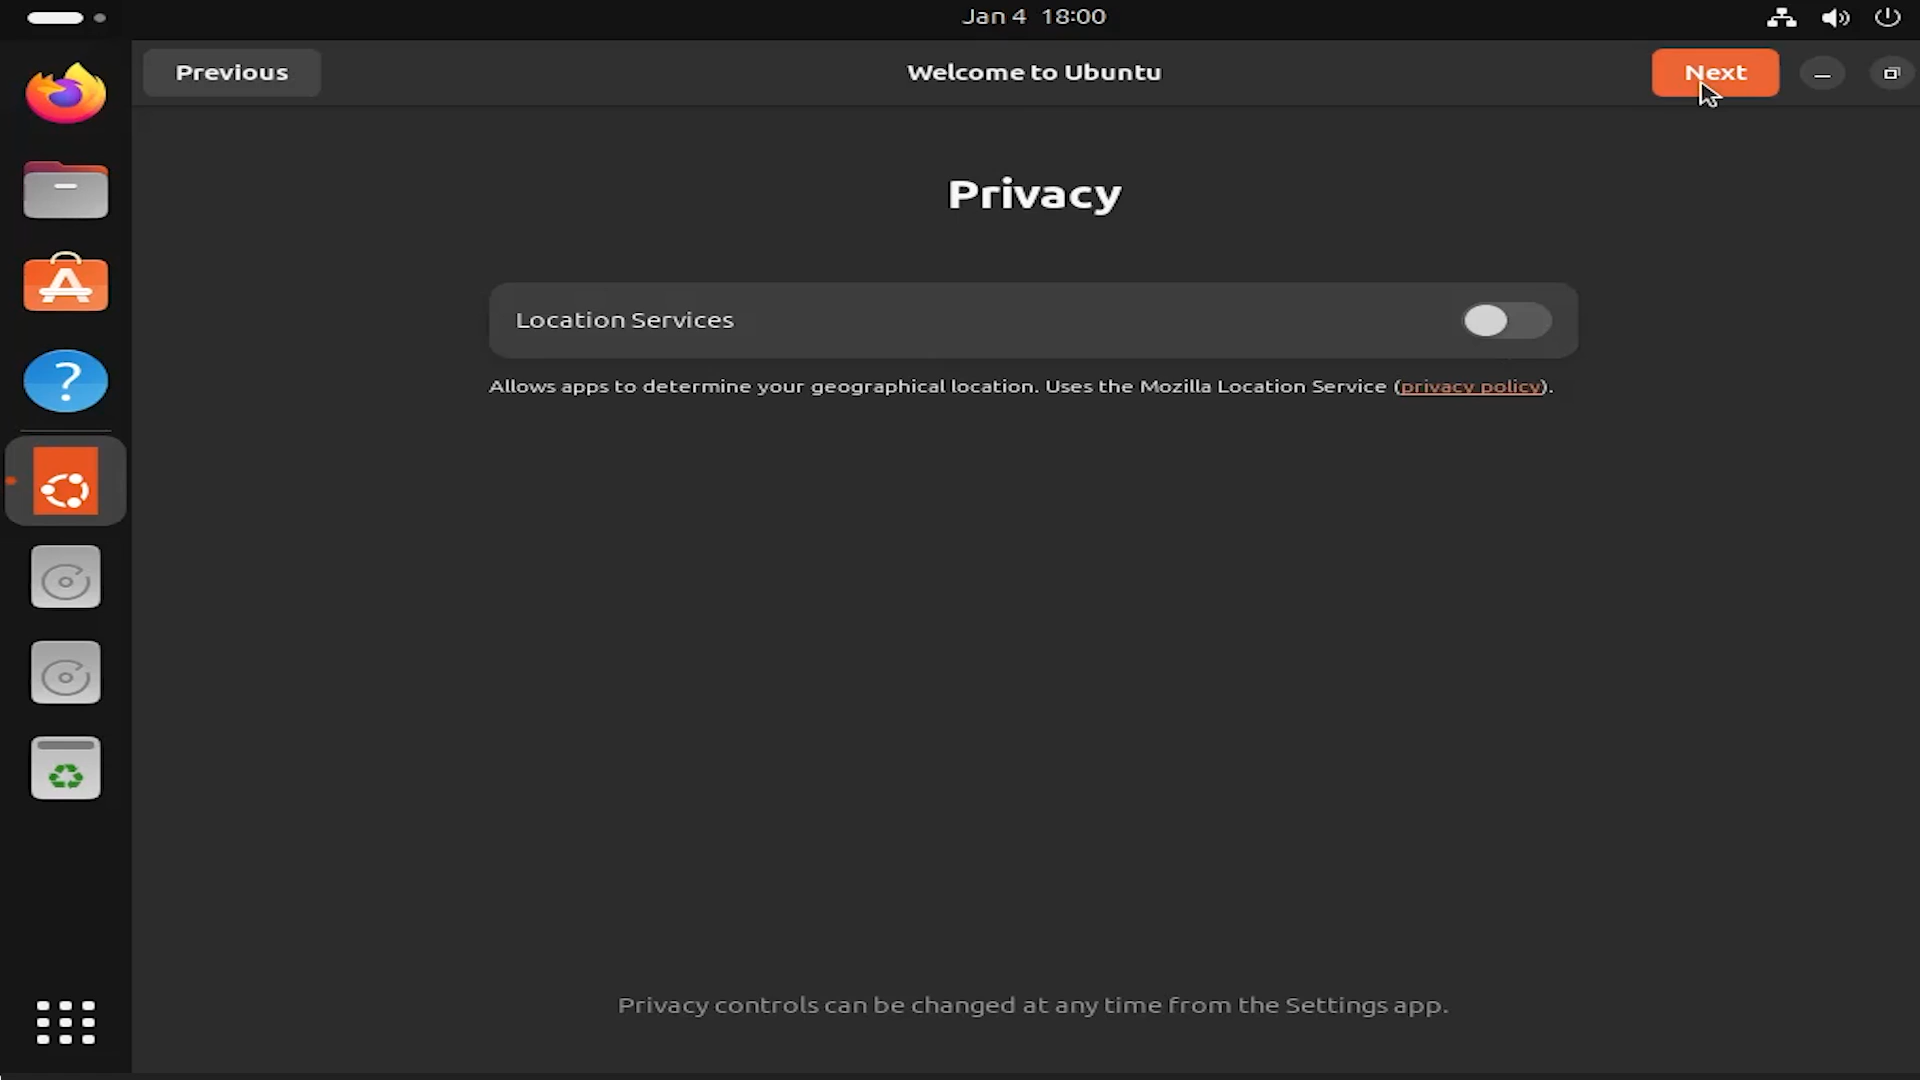 Jan 4 18:00
Previous
Welcome to Ubuntu
Next
Privacy
Location Services
Allows apps to determine your geographical location. Uses the Mozilla Location Service (privacy policy).
Privacy controls can be changed at any time from the Settings app.